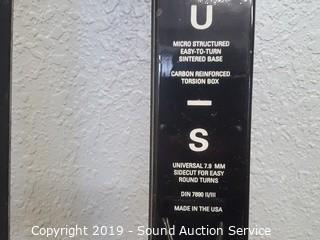 U
MICRO STRUCTURED
EASY-TO-TURN
SINTERED BASE
CARBON REINFORCED
TORSION BOX
S
UNIVERSAL 7.9 MM
SIDECUT FOR EASY
ROUND TURNS
DIN 7890 II/III
MADE IN THE USA
Copyright 2019 - Sound Auction Service